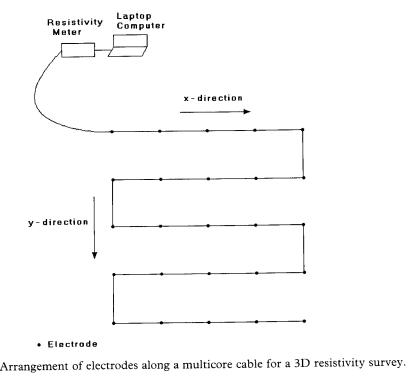 Resistivity
Meter
Laptop
Computer
x-direction
y-direction
• Electrode
Arrangement of electrodes along a multicore cable for a 3D resistivity survey.